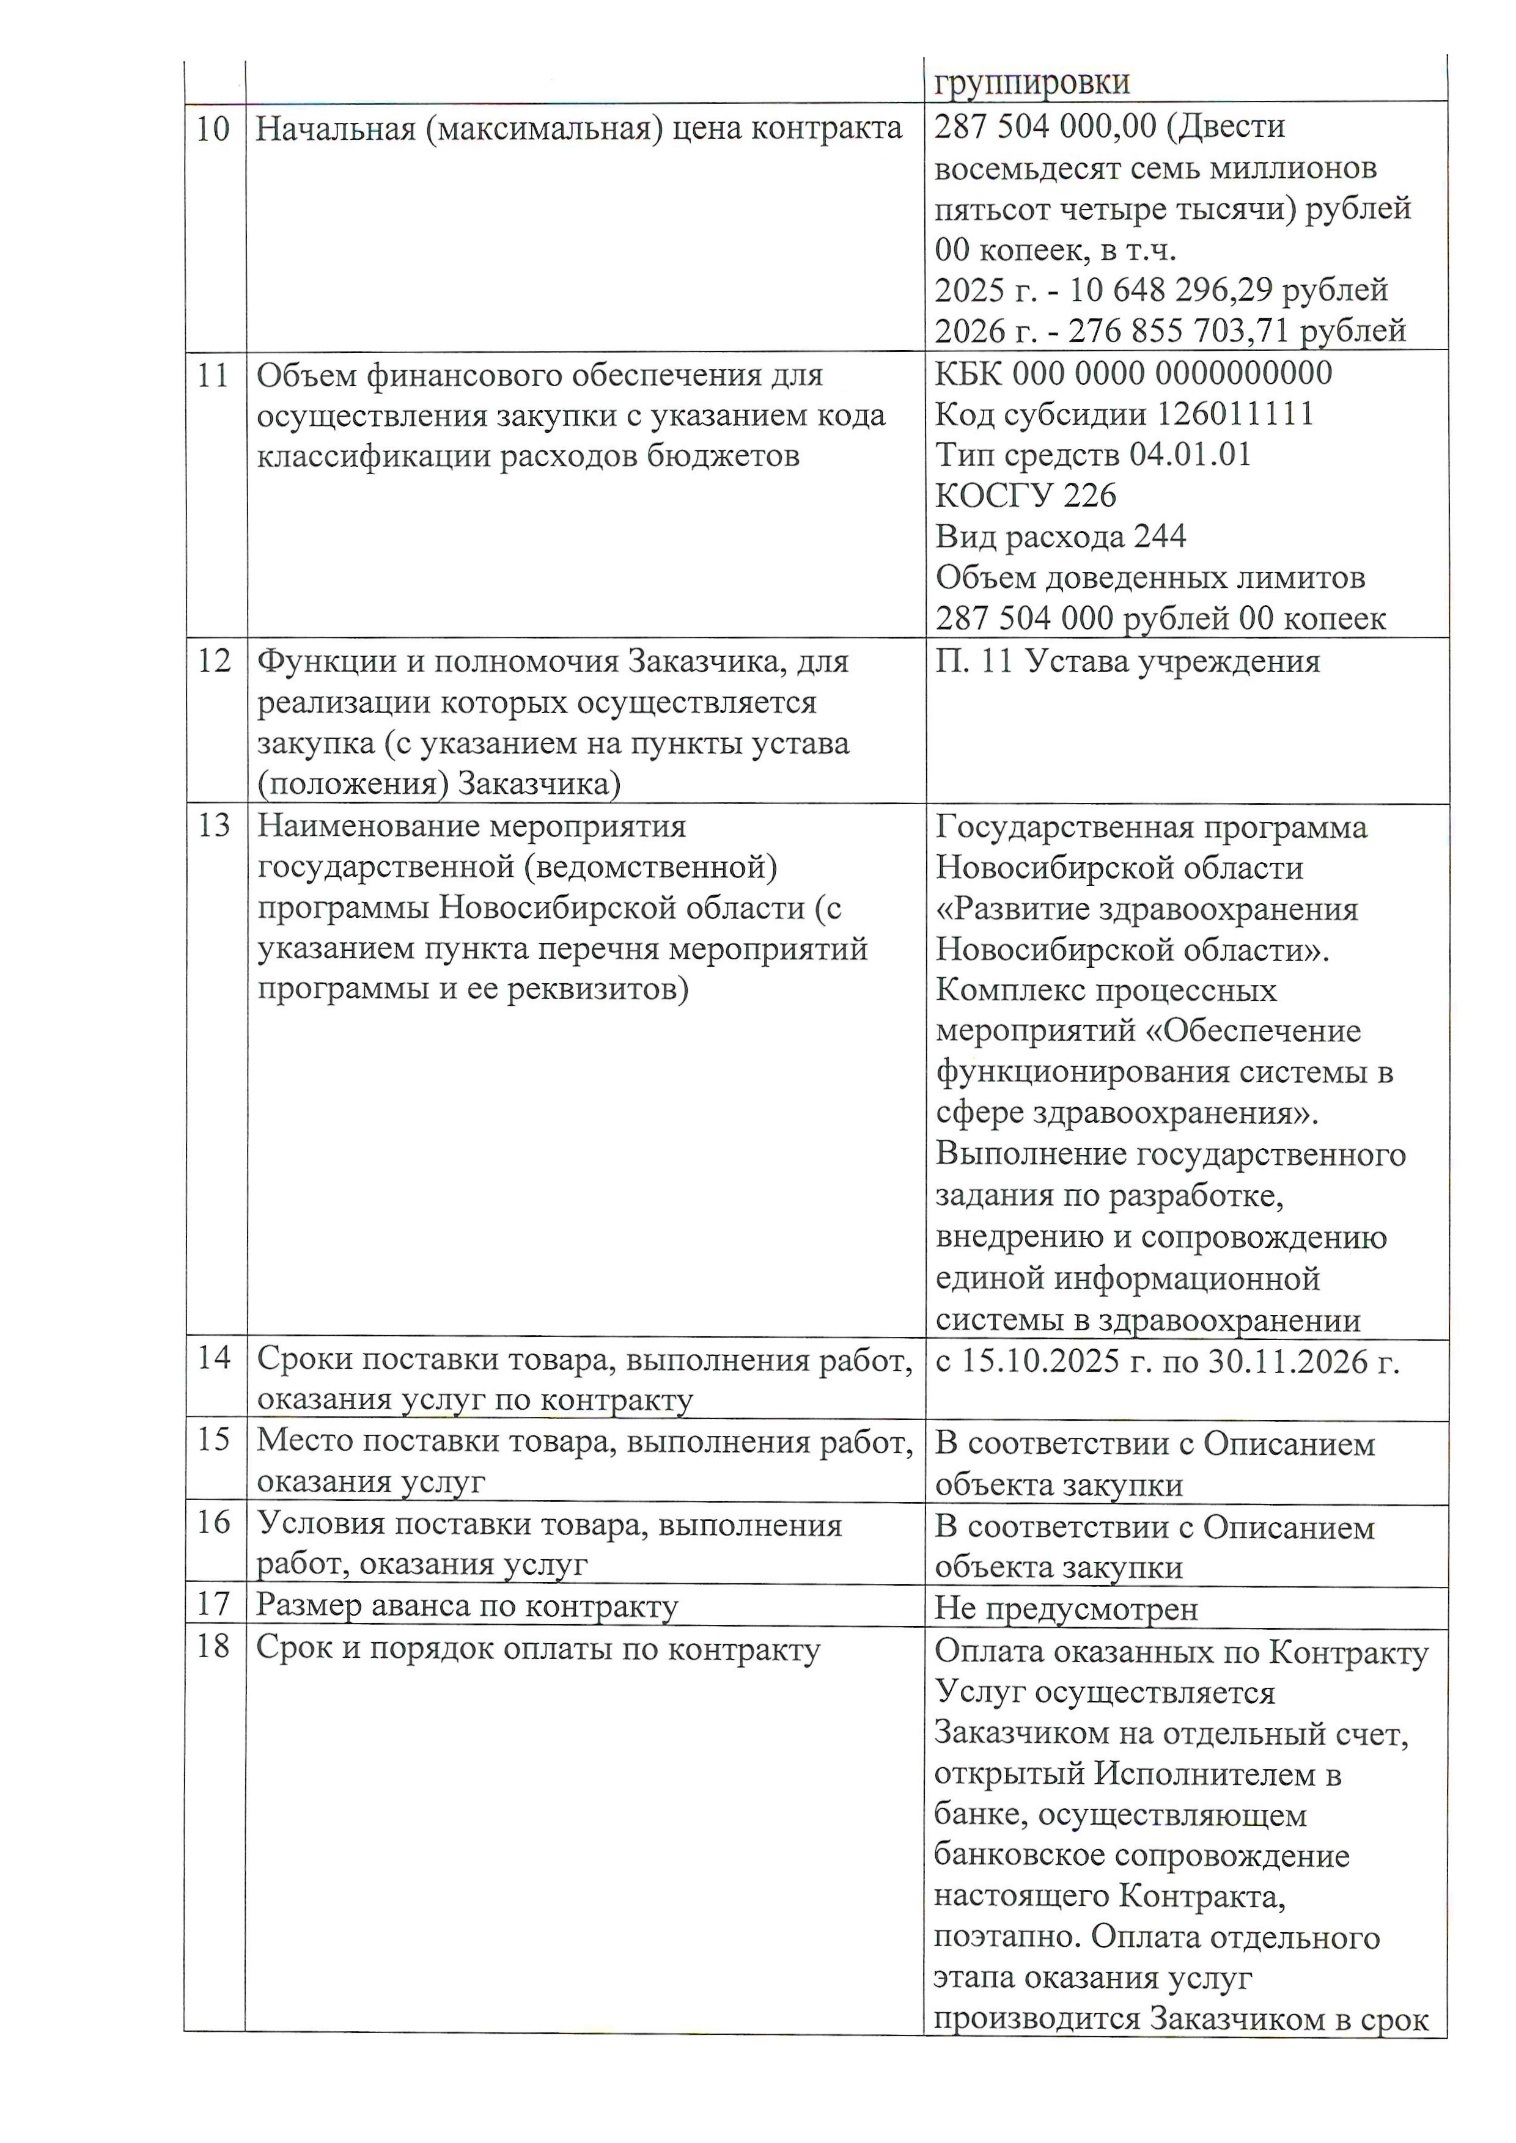 группировки
10 Начальная (максимальная) цена контракта
287 504 000,00 (Двести
восемьдесят семь миллионов
пятьсот четыре тысячи) рублей
00 копеек, в т.ч.
2025 г. - 10 648 296,29 рублей
2026 г. - 276 855 703,71 рублей
11 Объем финансового обеспечения для
осуществления закупки с указанием кода
классификации расходов бюджетов
КБК 000 0000 0000000000
Код субсидии 126011111
Тип средств 04.01.01
КОСГУ 226
Вид расхода 244
Объем доведенных лимитов
287 504 000 рублей 00 копеек
12 Функции и полномочия Заказчика, для
реализации которых осуществляется
закупка (с указанием на пункты устава
(положения) Заказчика)
П. 11 Устава учреждения
13 Наименование мероприятия
государственной (ведомственной)
программы Новосибирской области (с
указанием пункта перечня мероприятий
программы и ее реквизитов)
Государственная программа
Новосибирской области
«Развитие здравоохранения
Новосибирской области».
Комплекс процессных
мероприятий «Обеспечение
функционирования системы в
сфере здравоохранения».
Выполнение государственного
задания по разработке,
внедрению и сопровождению
единой информационной
системы в здравоохранении
14 Сроки поставки товара, выполнения работ,
оказания услуг по контракту
с 15.10.2025 г. по 30.11.2026 г.
15 Место поставки товара, выполнения работ,
оказания услуг
В соответствии с Описанием
объекта закупки
16 Условия поставки товара, выполнения
работ, оказания услуг
В соответствии с Описанием
объекта закупки
17 Размер аванса по контракту
Не предусмотрен
18 Срок и порядок оплаты по контракту
Оплата оказанных по Контракту
Услуг осуществляется
Заказчиком на отдельный счет,
открытый Исполнителем в
банке, осуществляющем
банковское сопровождение
настоящего Контракта,
поэтапно. Оплата отдельного
этапа оказания услуг
производится Заказчиком в срок